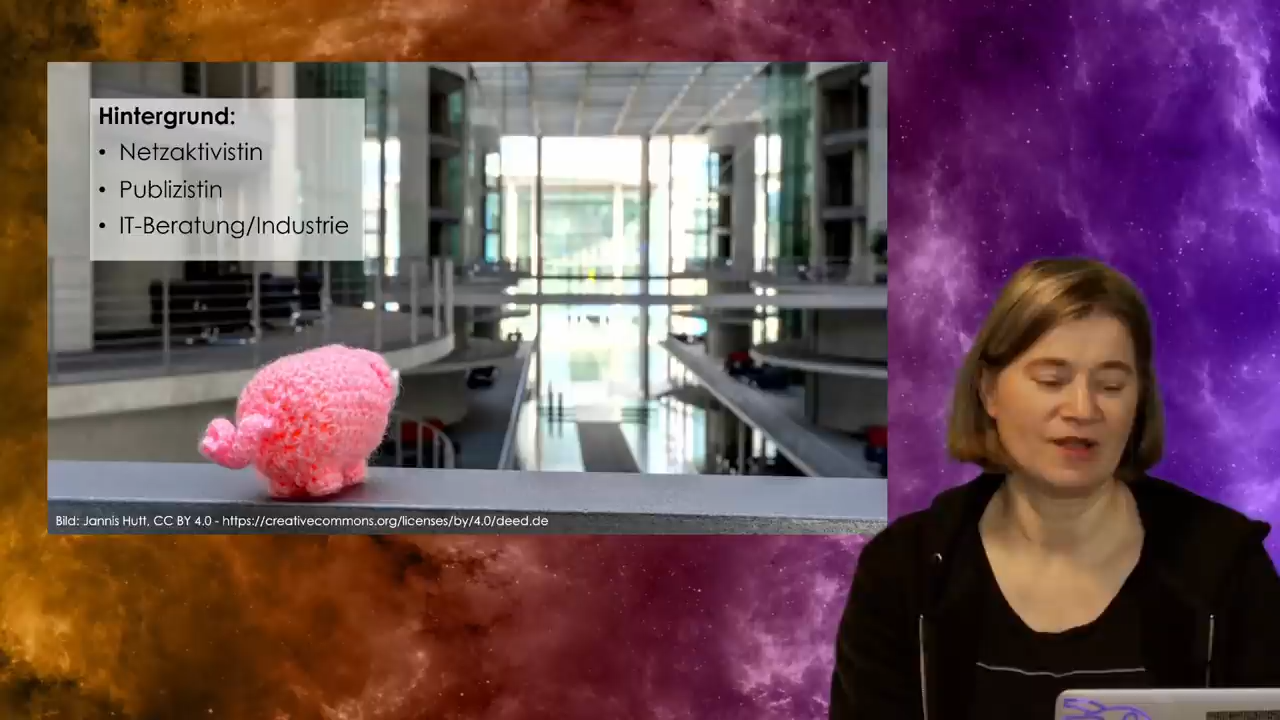 Hintergrund:
• Netzaktivistin
• Publizistin
• IT-Beratung/Industrie
Bild: Jannis Hutt, CC BY 4.0 - https://creativecommons.org/licenses/by/4.0/deed.de